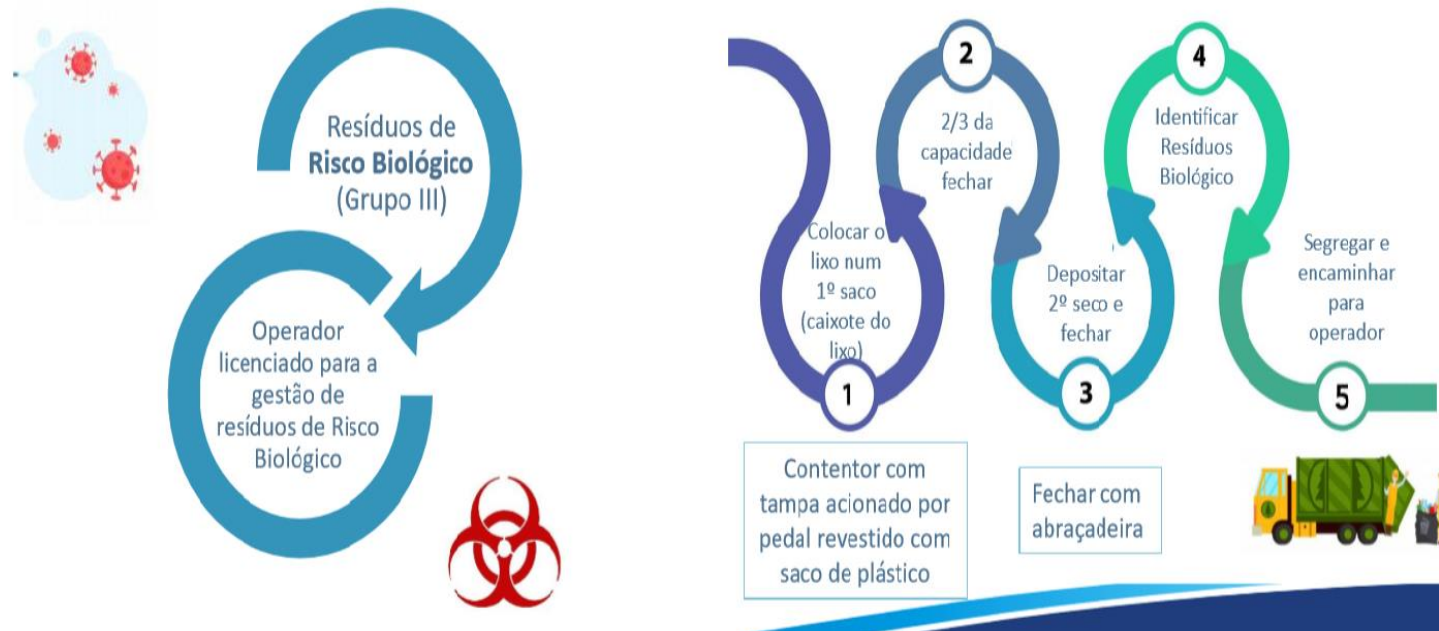 Resíduos de
Risco Biológico
(Grupo III)
Operador
licenciado para a
gestão de
resíduos de Risco
Biológico
1
Colocar o
lixo num
1º saco
(caixote do
lixo)
Contentor com
tampa acionado por
pedal revestido com
saco de plástico
2
2/3 da
capacidade
fechar
3
Depositar
2º seco e
fechar
Fechar com
abraçadeira
4
Identificar
Resíduos
Biológico
5
Segregar e
encaminhar
para
operador